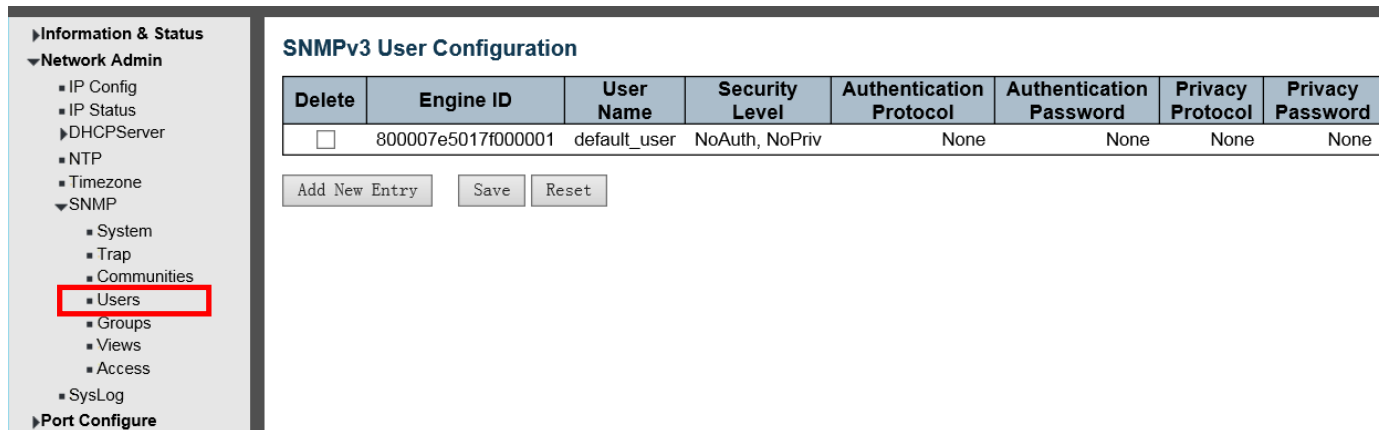 Information & Status
Network Admin
IP Config
IP Status
DHCPServer
NTP
Timezone
SNMP
System
Trap
Communities
Users
Groups
Views
Access
SysLog
Port Configure
SNMPv3 User Configuration
Delete Engine ID User Name Security Level Authentication Protocol Authentication Password Privacy Protocol Privacy Password
800007e5017f000001 default_user NoAuth, NoPriv None None None None
Add New Entry Save Reset